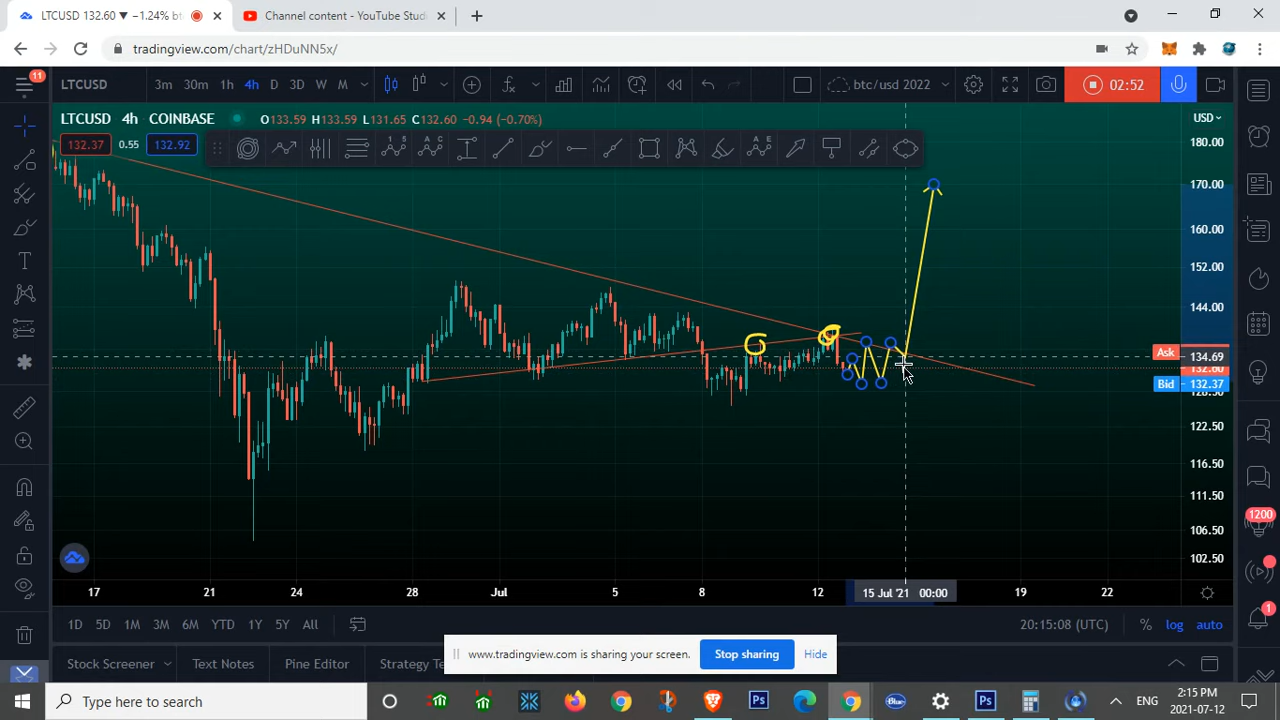 LTCUSD 132.60 ▼ −1.24% bt
Channel content - YouTube Studi
tradingview.com/chart/zHDuNN5x/
11
LTCUSD
3m
30m
1h
4h
D
3D
W
M
btc/usd 2022
02:52
LTCUSD 4h COINBASE
O133.59 H133.59 L131.65 C132.60 −0.94 (−0.70%)
132.37
0.55
132.92
USD
180.00
170.00
160.00
152.00
144.00
Ask
134.69
132.60
Bid
132.37
122.50
116.50
111.50
106.50
102.50
1200
1
17
21
24
28
Jul
5
8
12
15 Jul '21 00:00
19
22
1D
5D
1M
3M
6M
YTD
1Y
5Y
All
20:15:08 (UTC)
%
log
auto
www.tradingview.com is sharing your screen.
Stop sharing
Hide
Stock Screener
Text Notes
Pine Editor
Strategy Te
Type here to search
ENG
2:15 PM
2021-07-12